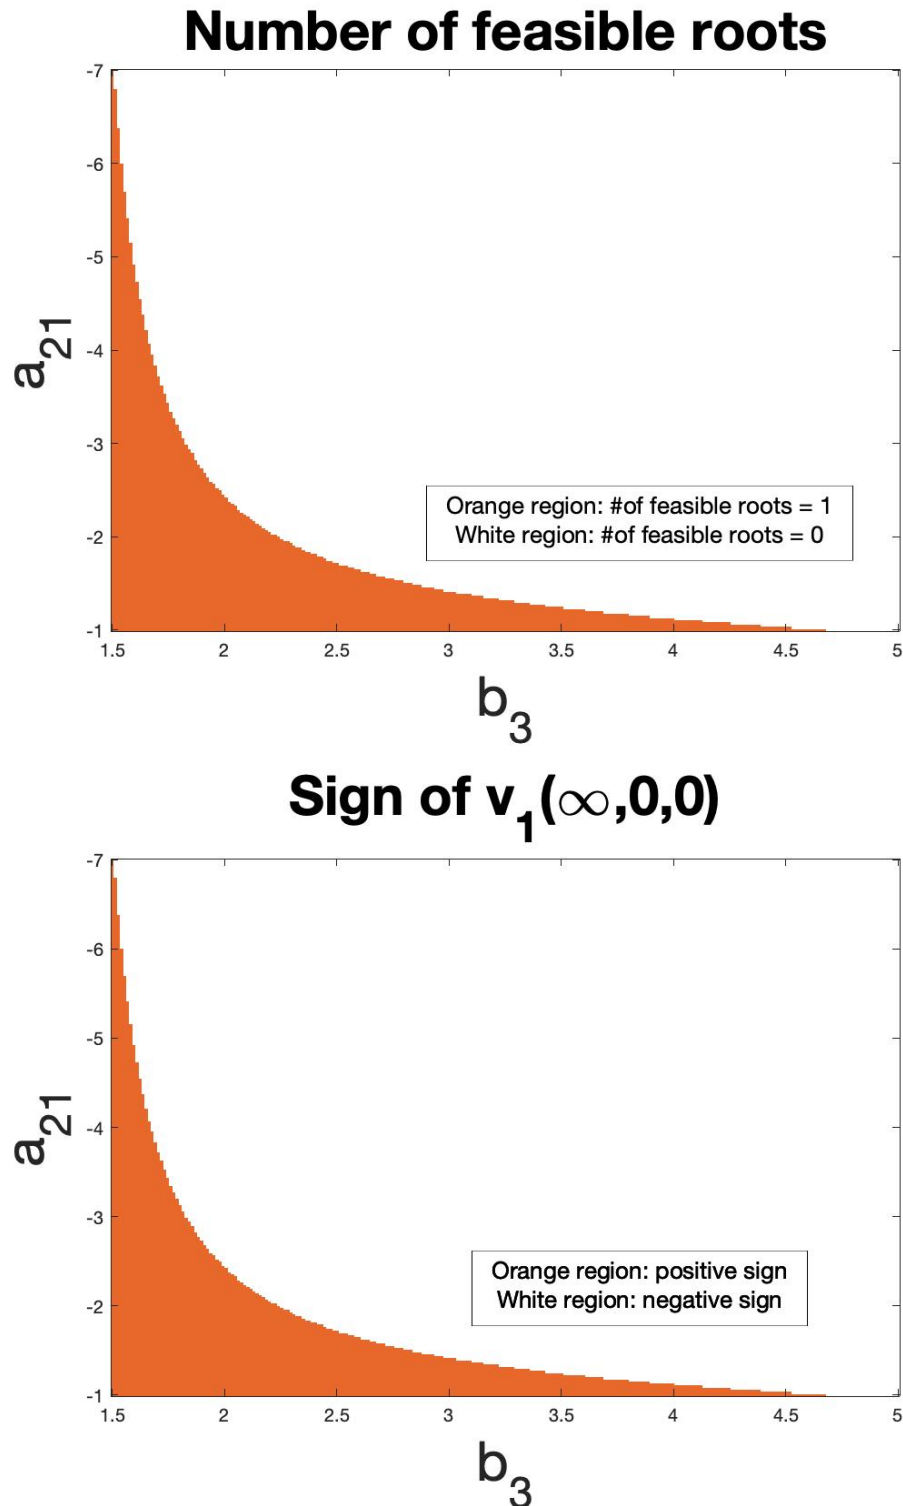 Number of feasible roots
-7
-6
-5
-4
-3
-2
-1
a21
Orange region: #of feasible roots = 1
White region: #of feasible roots = 0
1.5 2 2.5 3 3.5 4 4.5 5
b3
Sign of v1(∞,0,0)
-7
-6
-5
-4
-3
-2
-1
a21
Orange region: positive sign
White region: negative sign
1.5 2 2.5 3 3.5 4 4.5 5
b3